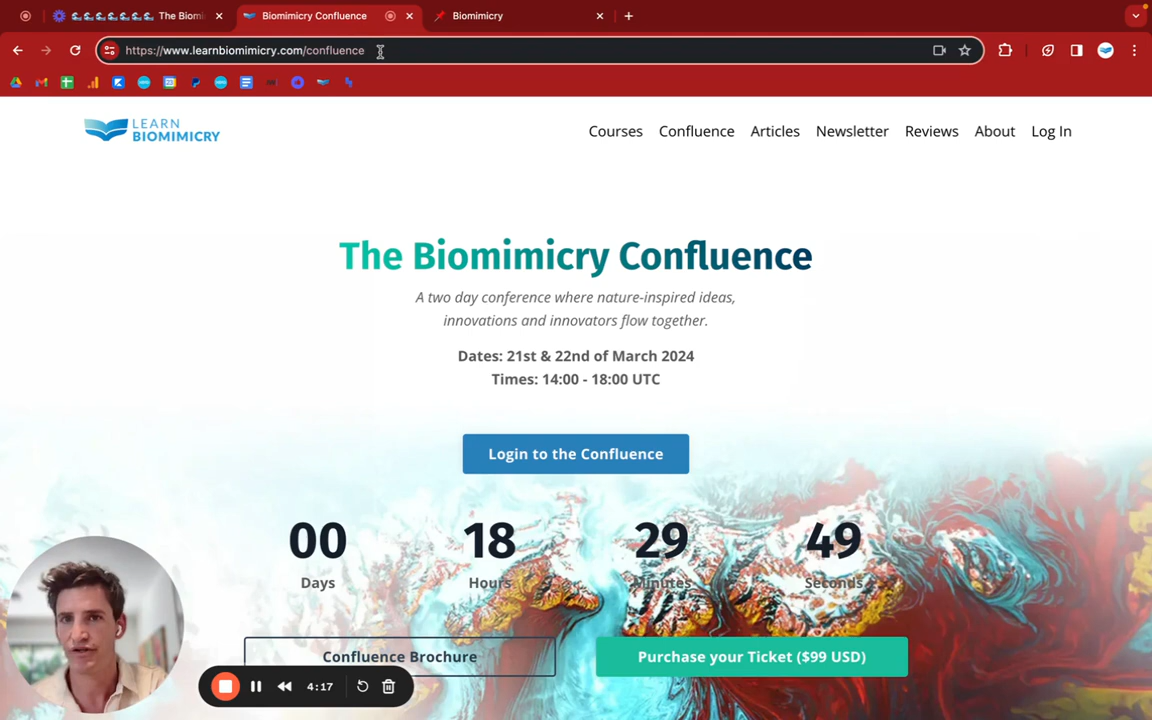 🌊🌊🌊🌊🌊🌊🌊 The Biomi
Biomimicry Confluence
Biomimicry
https://www.learnbiomimicry.com/confluence
LEARN
BIOMIMICRY
Courses Confluence Articles Newsletter Reviews About Log In
The Biomimicry Confluence
A two day conference where nature-inspired ideas,
innovations and innovators flow together.
Dates: 21st & 22nd of March 2024
Times: 14:00 - 18:00 UTC
Login to the Confluence
00 18 29 49
Days Hours Minutes Seconds
Confluence Brochure Purchase your Ticket ($99 USD)
4:17